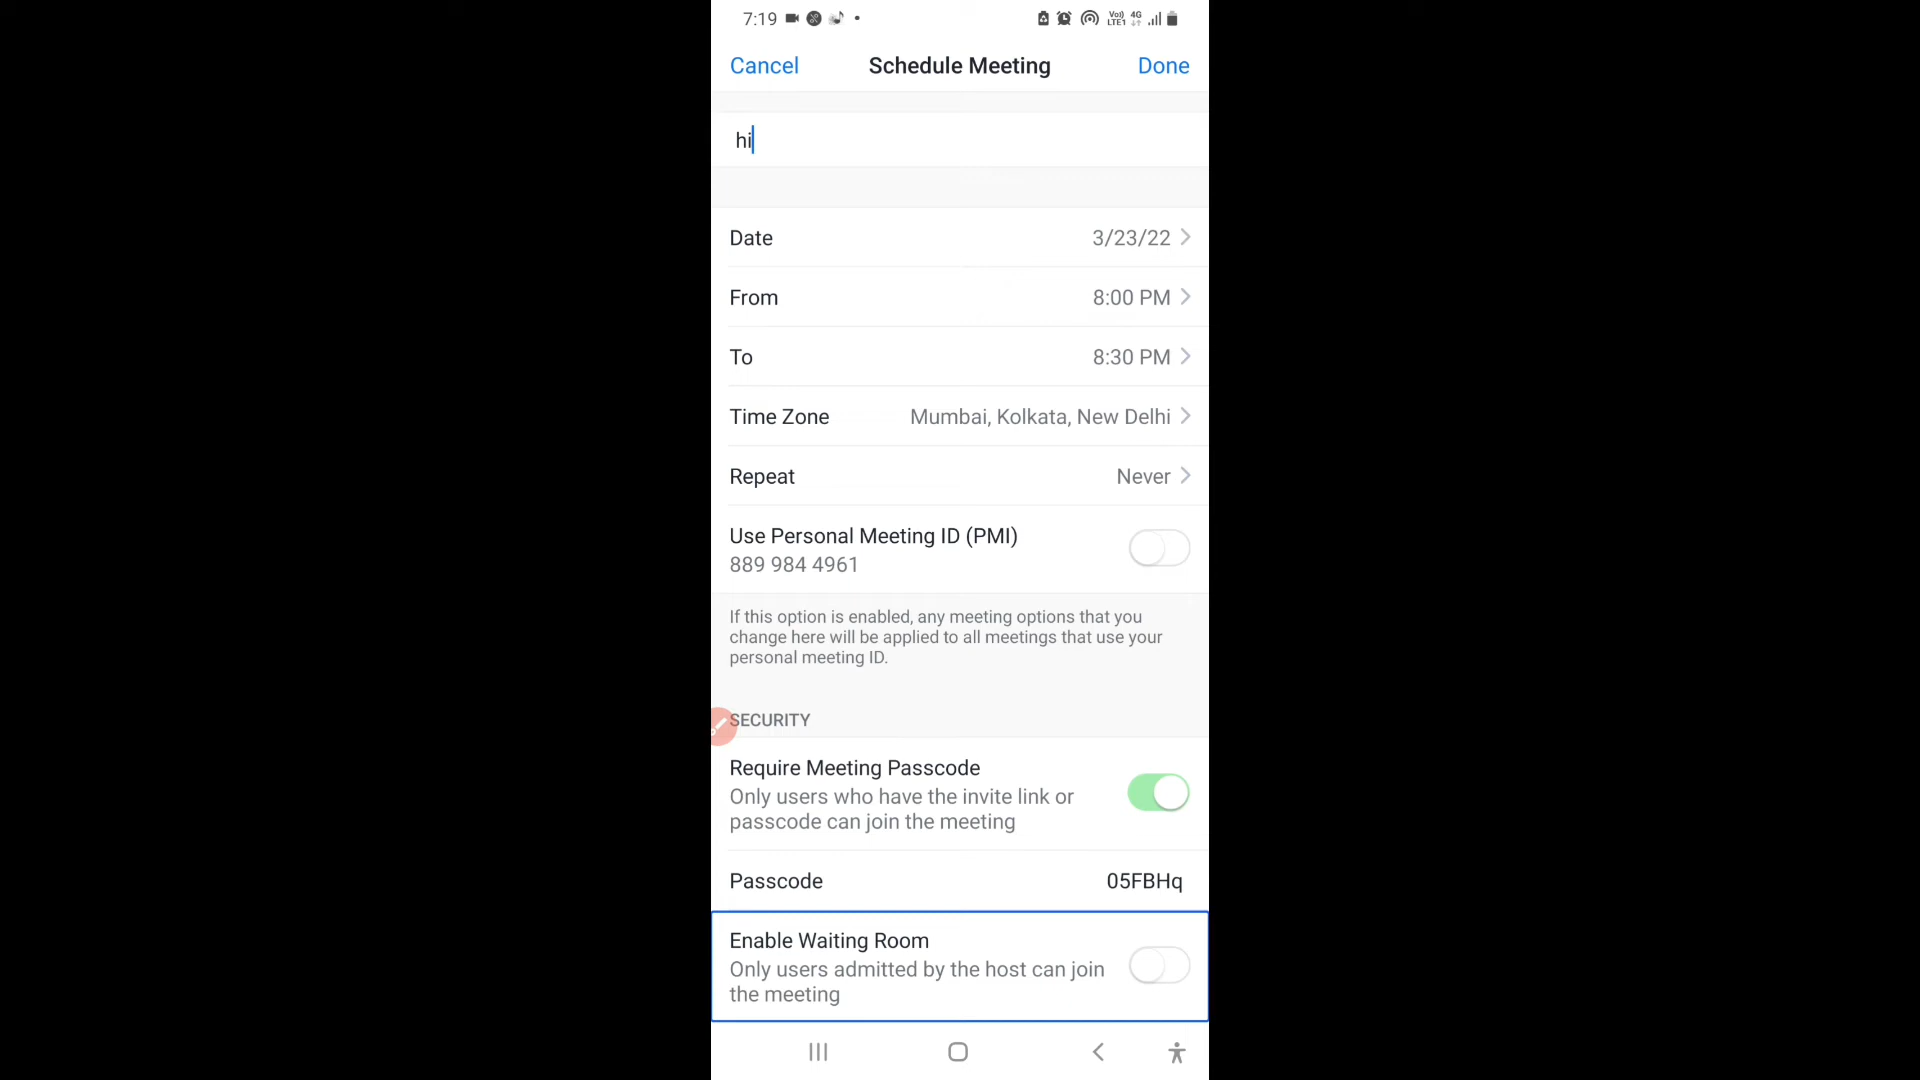 7:19 Vo) LTE1 4G
Cancel Schedule Meeting Done
hi
Date 3/23/22
From 8:00 PM
To 8:30 PM
Time Zone Mumbai, Kolkata, New Delhi
Repeat Never
Use Personal Meeting ID (PMI)
889 984 4961
If this option is enabled, any meeting options that you
change here will be applied to all meetings that use your
personal meeting ID.
SECURITY
Require Meeting Passcode
Only users who have the invite link or
passcode can join the meeting
Passcode 05FBHq
Enable Waiting Room
Only users admitted by the host can join
the meeting